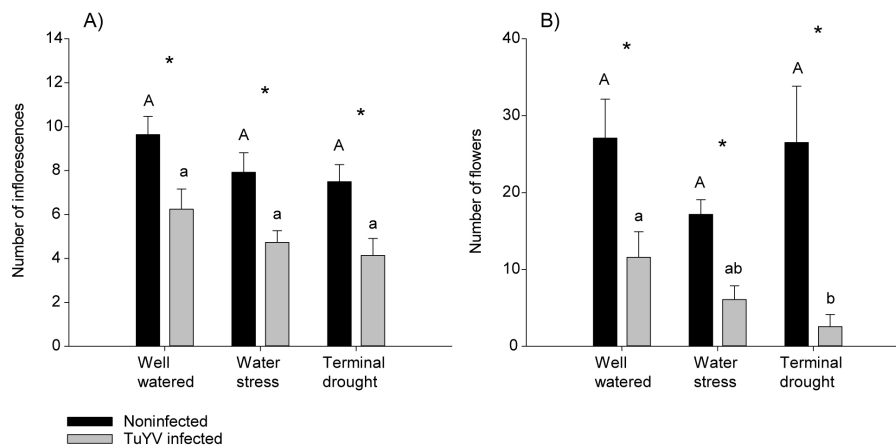 A)
14
12
10
8
6
4
2
0
Number of inflorescences
*
A
a
*
A
a
*
A
a
Well
watered
Water
stress
Terminal
drought
B)
40
30
20
10
0
Number of flowers
*
A
a
*
A
ab
*
A
b
Well
watered
Water
stress
Terminal
drought
Noninfected
TuYV infected